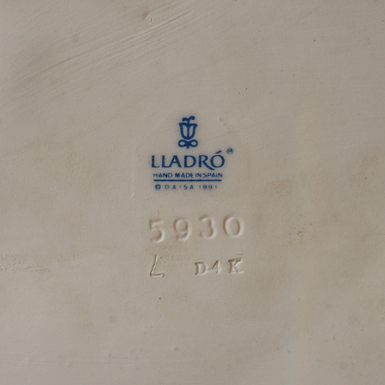 LLADRÓ®
HAND MADE IN SPAIN
© DAISA 1991
5930
L D4K